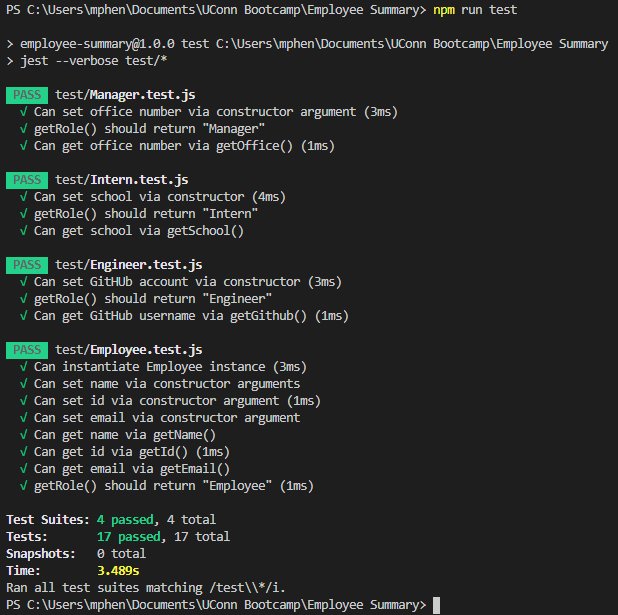 PS C:\Users\mphen\Documents\UConn Bootcamp\Employee Summary> npm run test
> employee-summary@1.0.0 test C:\Users\mphen\Documents\UConn Bootcamp\Employee Summary
> jest --verbose test/*
PASS test/Manager.test.js
√ Can set office number via constructor argument (3ms)
√ getRole() should return "Manager"
√ Can get office number via getOffice() (1ms)
PASS test/Intern.test.js
√ Can set school via constructor (4ms)
√ getRole() should return "Intern"
√ Can get school via getSchool()
PASS test/Engineer.test.js
√ Can set GitHUb account via constructor (3ms)
√ getRole() should return "Engineer"
√ Can get GitHub username via getGithub() (1ms)
PASS test/Employee.test.js
√ Can instantiate Employee instance (3ms)
√ Can set name via constructor arguments
√ Can set id via constructor argument (1ms)
√ Can set email via constructor argument
√ Can get name via getName()
√ Can get id via getId() (1ms)
√ Can get email via getEmail()
√ getRole() should return "Employee" (1ms)
Test Suites: 4 passed, 4 total
Tests: 17 passed, 17 total
Snapshots: 0 total
Time: 3.489s
Ran all test suites matching /test\\*/i.
PS C:\Users\mphen\Documents\UConn Bootcamp\Employee Summary>